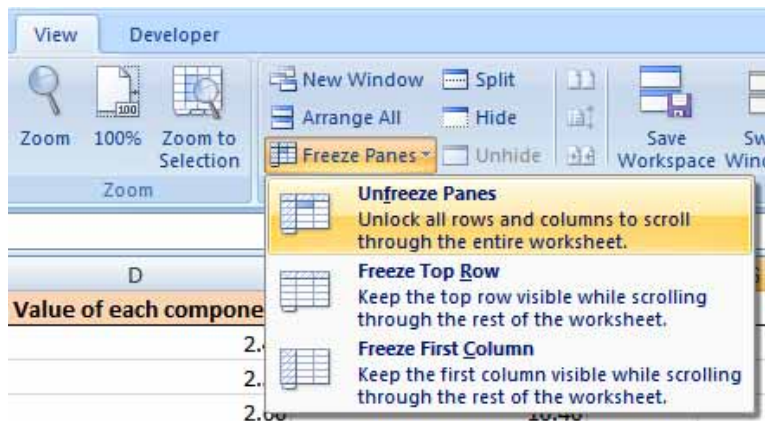 View Developer
New Window Split
Arrange All Hide
Freeze Panes Unhide
Zoom 100% Zoom to Selection
100
Save Workspace
Zoom
Unfreeze Panes
Unlock all rows and columns to scroll
through the entire worksheet.
Freeze Top Row
Keep the top row visible while scrolling
through the rest of the worksheet.
Freeze First Column
Keep the first column visible while scrolling
through the rest of the worksheet.
D
Value of each compone
2.
2.